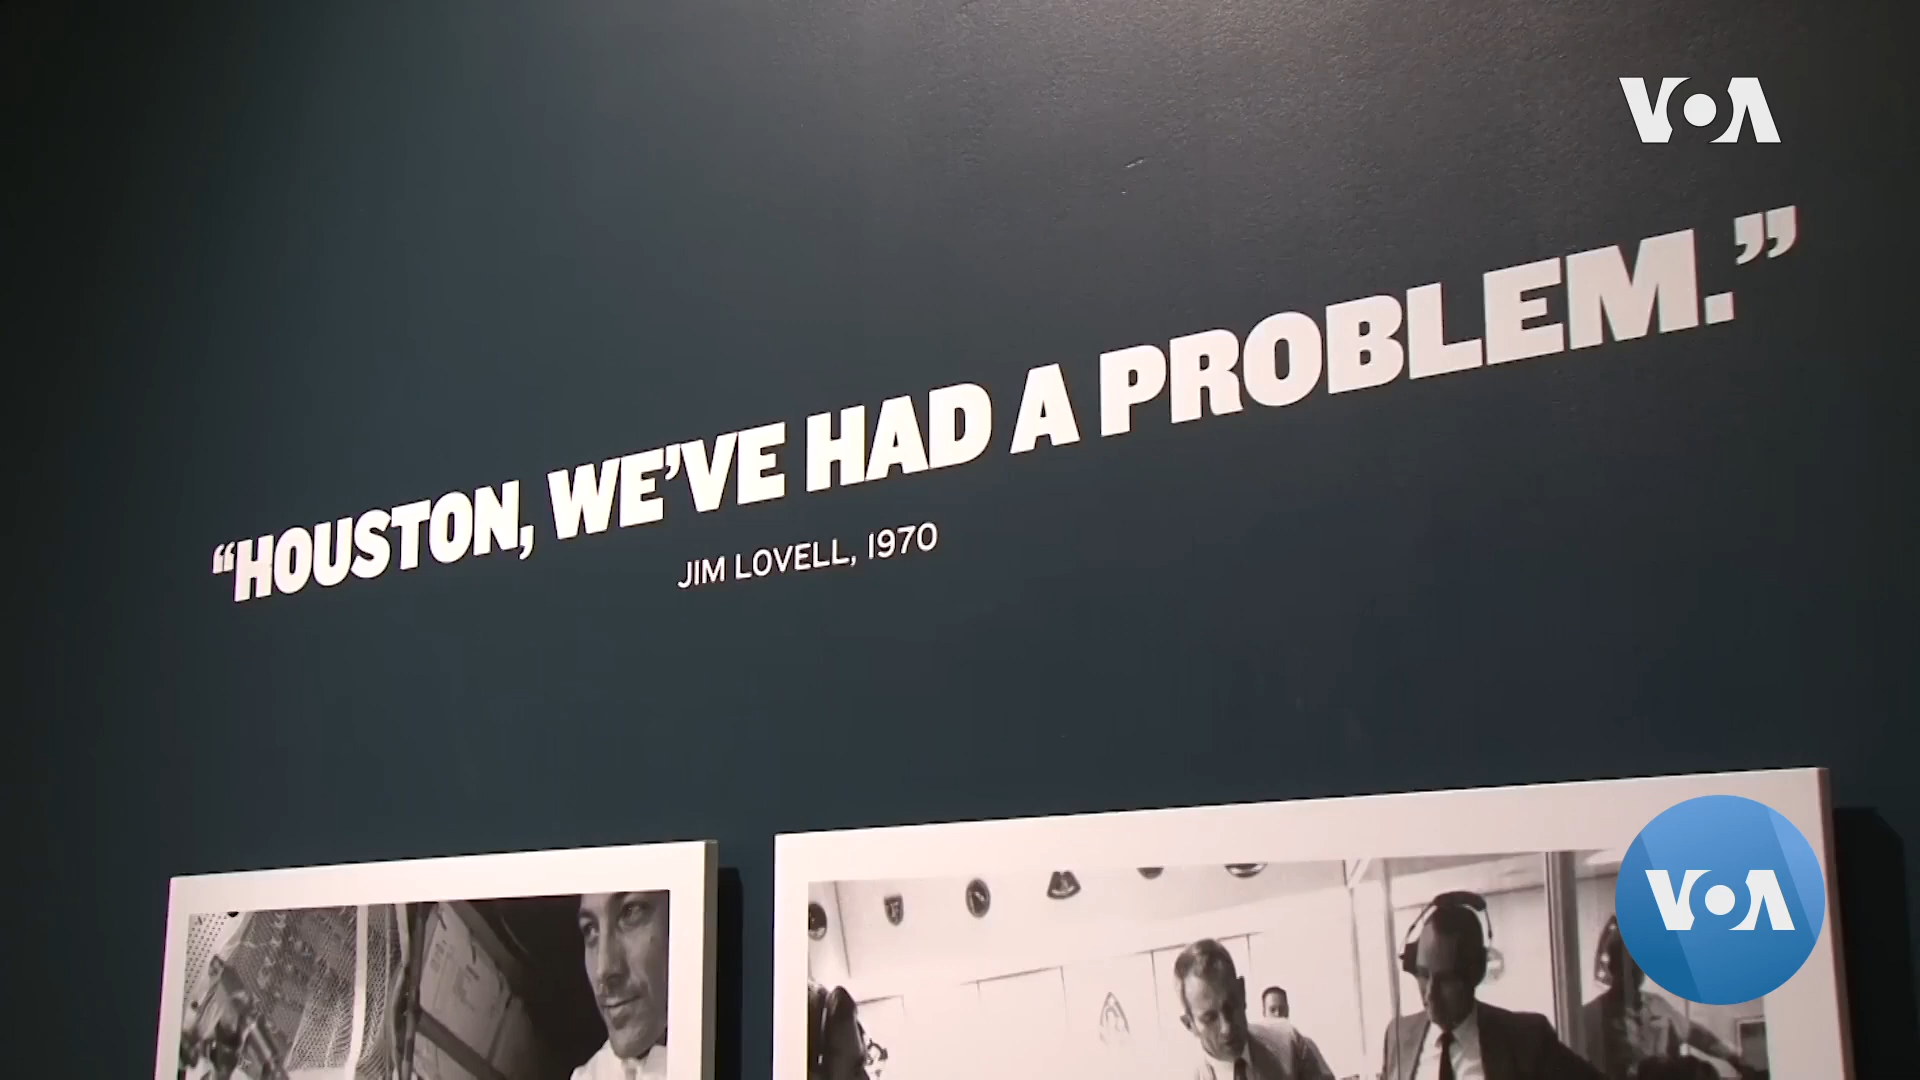 VOA
“HOUSTON, WE’VE HAD A PROBLEM.”
JIM LOVELL, 1970
VOA